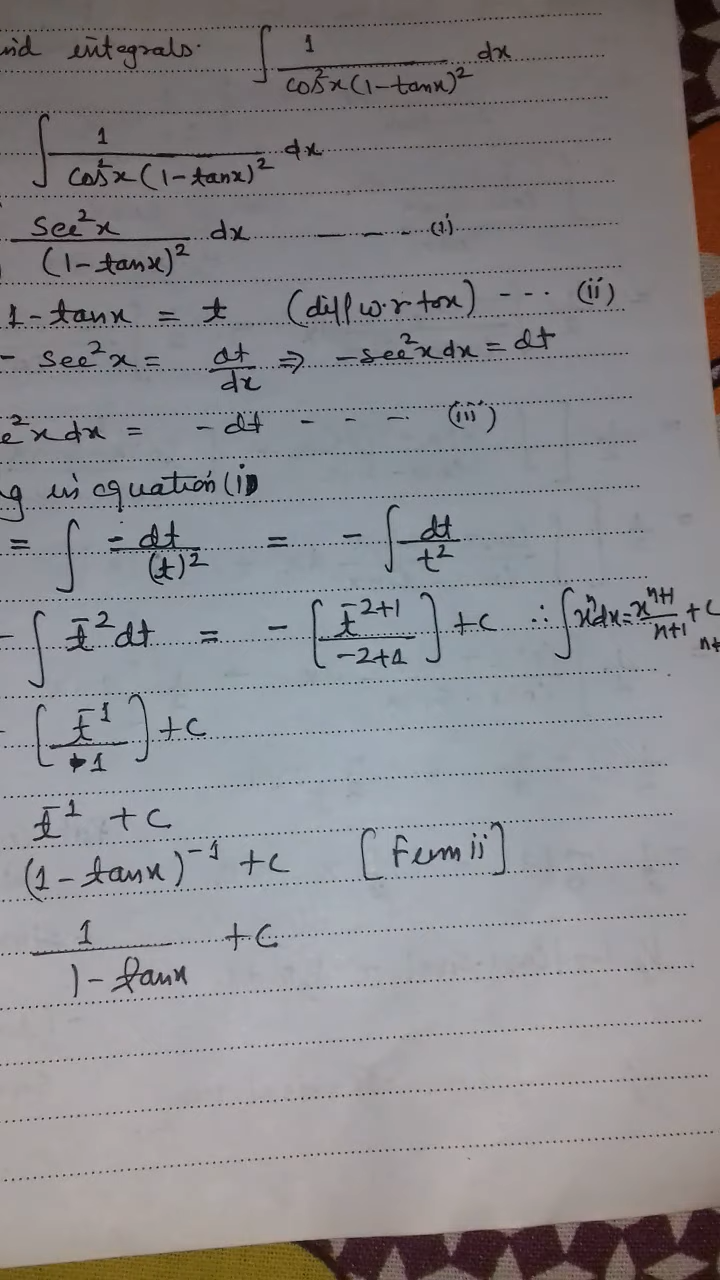 ind integrals. ∫ 1/(cos²x(1-tanx)²) dx
∫ 1/(cos²x(1-tanx)²) dx
sec²x/(1-tanx)² dx - - - (i)
1-tanx = t (diff w.r to x) --- (ii)
- sec²x = dt/dx ⇒ -sec²x dx = dt
ec²x dx = - dt - - - (iii)
g in equation (i)
= ∫ -dt/(t)² = - ∫ dt/t²
- ∫ t⁻² dt = - [t⁻²⁺¹/-2+1] + c ∴ ∫xⁿdx = xⁿ⁺¹/n+1 + c
- [t⁻¹/-1] + c
t⁻¹ + c
(1-tanx)⁻¹ + c [From ii]
1/(1-tanx) + c